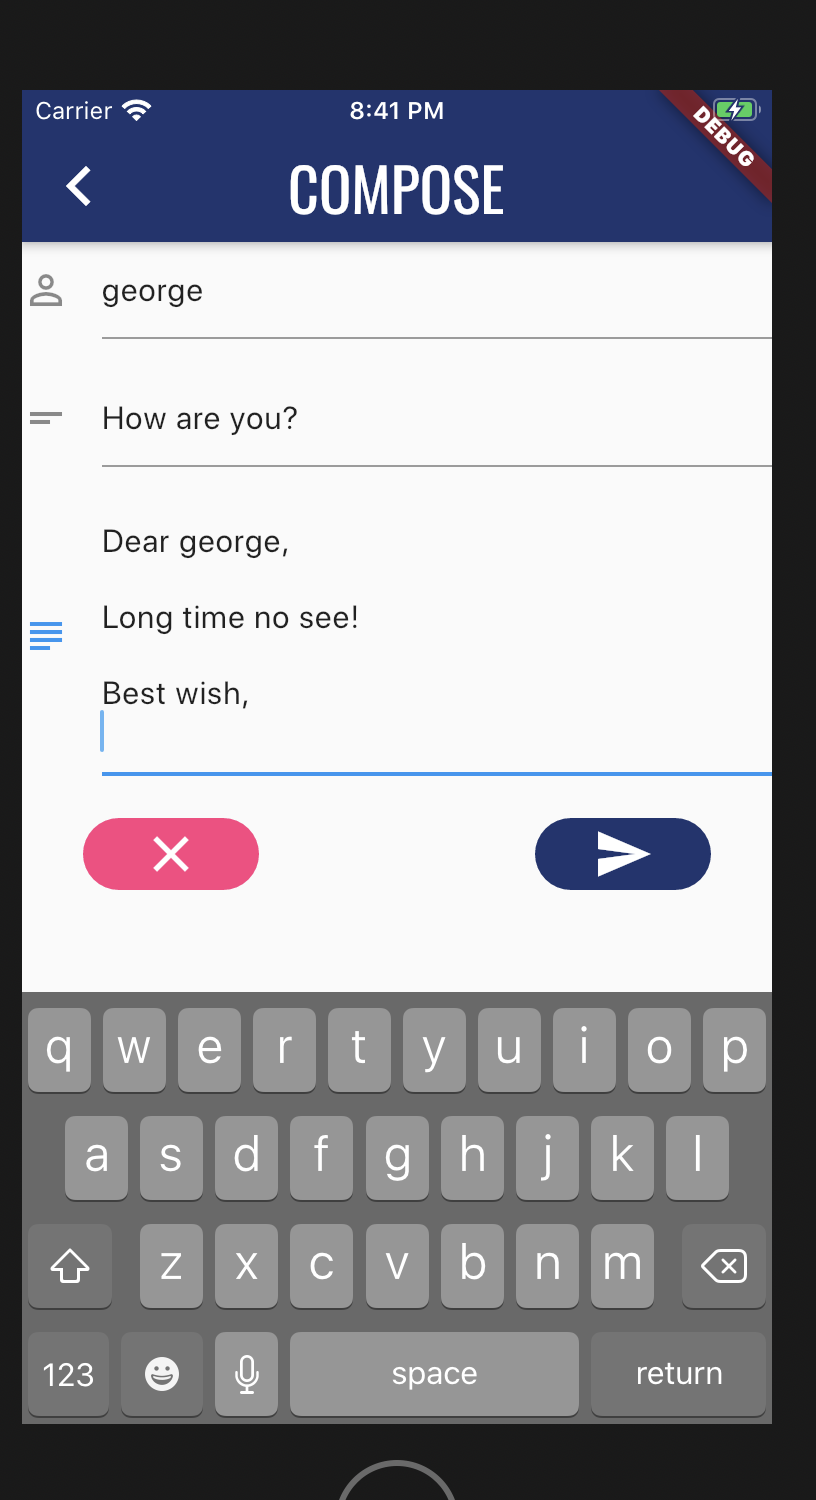 Carrier 8:41 PM
DEBUG
COMPOSE
george
How are you?
Dear george,
Long time no see!
Best wish,
q w e r t y u i o p
a s d f g h j k l
z x c v b n m
123 space return